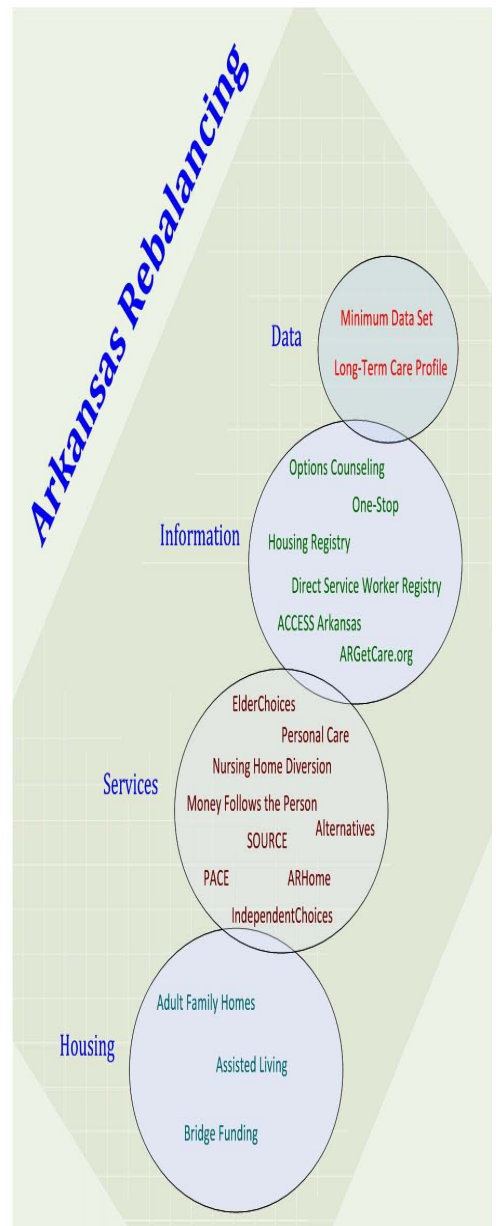 Arkansas Rebalancing
Data
Minimum Data Set
Long-Term Care Profile
Information
Options Counseling
One-Stop
Housing Registry
Direct Service Worker Registry
ACCESS Arkansas
ARGetCare.org
Services
ElderChoices
Personal Care
Nursing Home Diversion
Money Follows the Person
Alternatives
SOURCE
PACE
ARHome
IndependentChoices
Housing
Adult Family Homes
Assisted Living
Bridge Funding